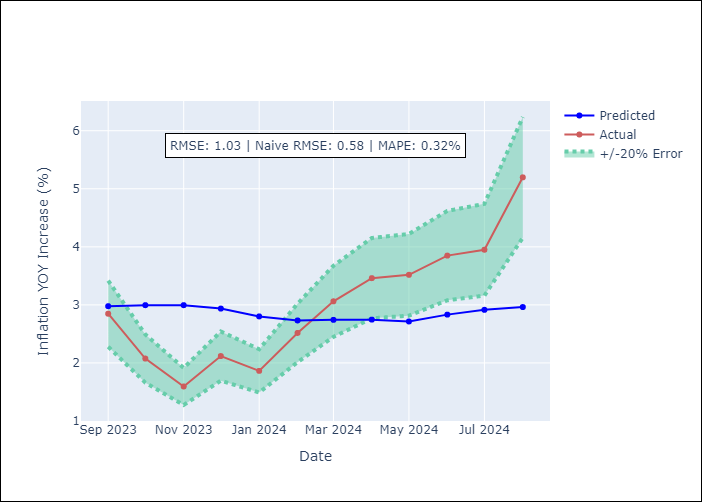 RMSE: 1.03 | Naive RMSE: 0.58 | MAPE: 0.32%
Predicted
Actual
+/-20% Error
Inflation YOY Increase (%)
6
5
4
3
2
1
Sep 2023 Nov 2023 Jan 2024 Mar 2024 May 2024 Jul 2024
Date